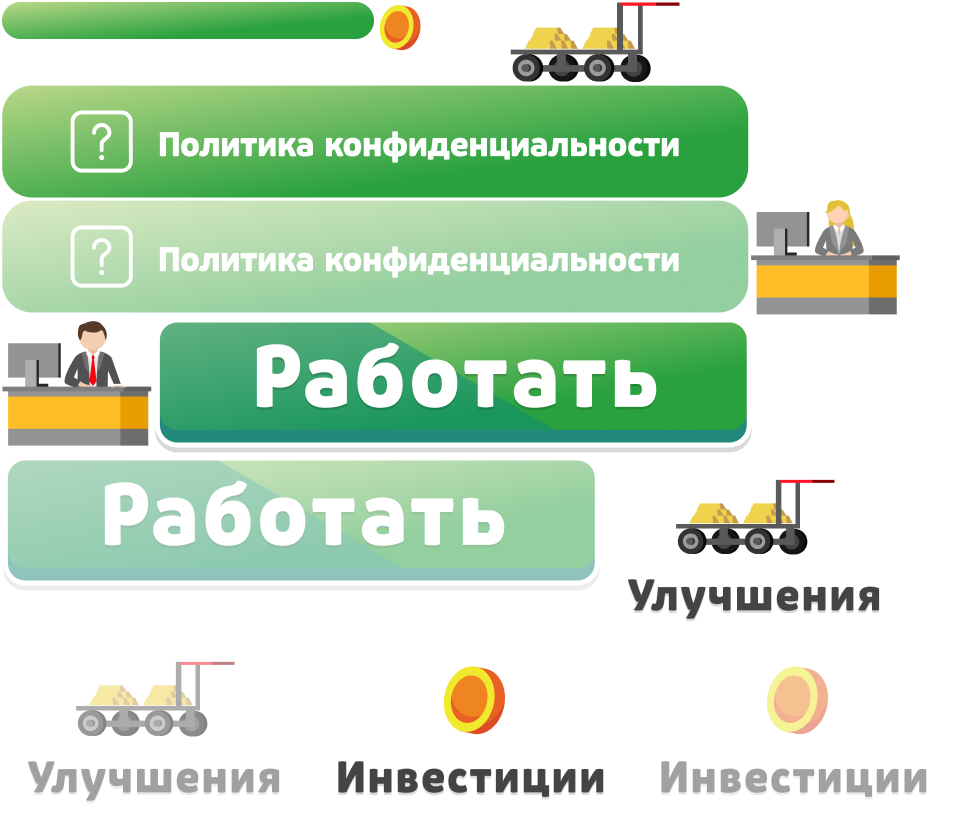 ? Политика конфиденциальности
? Политика конфиденциальности
Работать
Работать
Улучшения
Улучшения
Инвестиции
Инвестиции